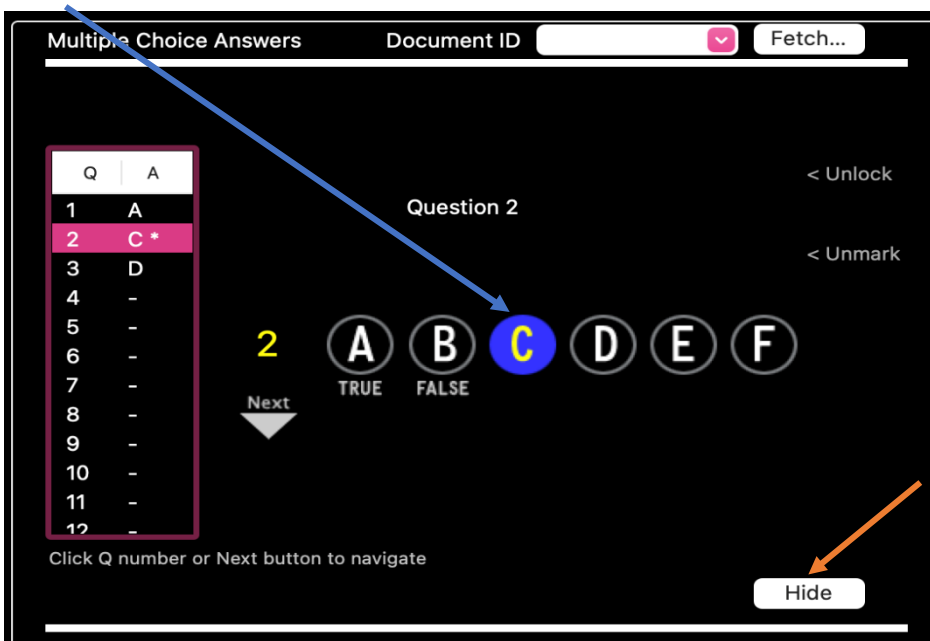 Multiple Choice Answers Document ID Fetch...
Q A
< Unlock
1 A
Question 2
2 C *
< Unmark
3 D
4 -
5 -
6 -
7 -
8 -
9 -
10 -
11 -
12 -
2 A B C D E F
TRUE FALSE
Next
Click Q number or Next button to navigate
Hide